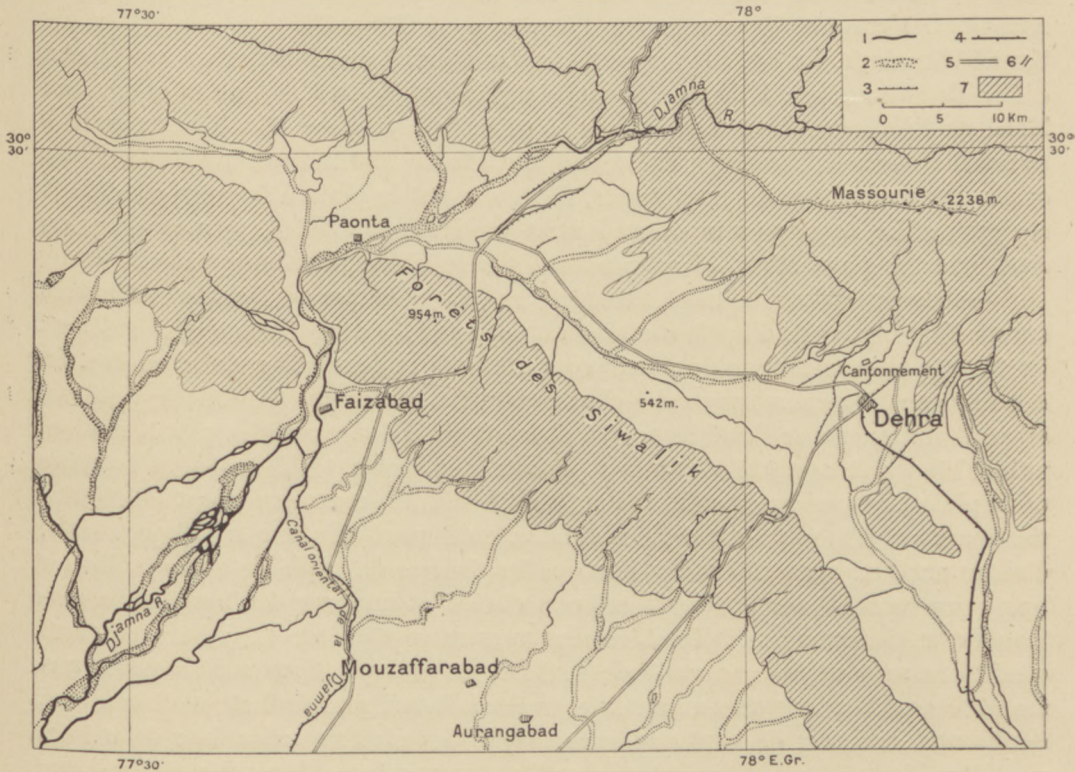 77°30' 78°
1 4
2 5 6
3 7
0 5 10 Km
Djamna R.
30° 30'
30° 30'
Massourie
2238 m.
Paonta
954 m.
Forêts des Siwalik
Cantonnement
542 m.
Faizabad
Dehra
Canal oriental de la Djamna
Djamna R.
Mouzaffarabad
Aurangabad
77°30' 78° E.Gr.